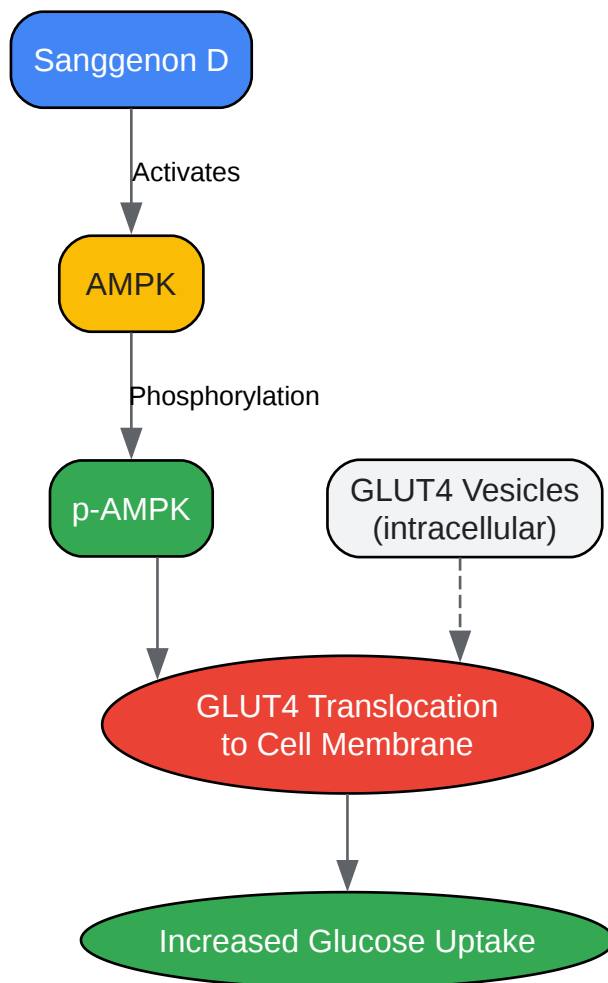 Sanggenon D
Activates
AMPK
Phosphorylation
p-AMPK
GLUT4 Vesicles
(intracellular)
GLUT4 Translocation
to Cell Membrane
Increased Glucose Uptake